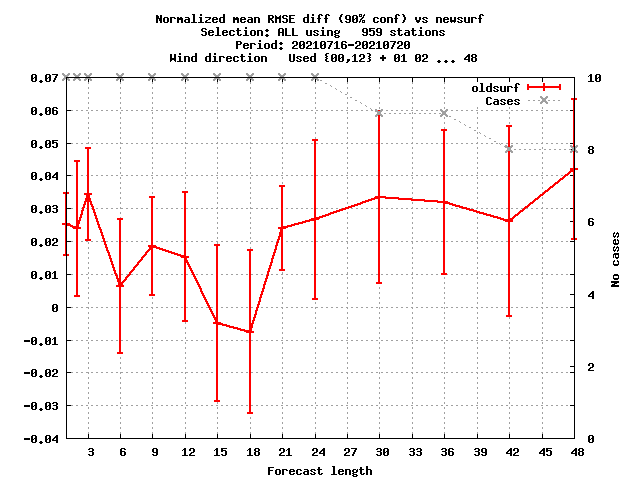 Normalized mean RMSE diff (90% conf) vs newsurf
Selection: ALL using   959 stations
Period: 20210716-20210720
Wind direction   Used {00,12} + 01 02 ... 48
oldsurf
Cases
0.07
0.06
0.05
0.04
0.03
0.02
0.01
0
-0.01
-0.02
-0.03
-0.04
10
8
6
4
2
0
No cases
3 6 9 12 15 18 21 24 27 30 33 36 39 42 45 48
Forecast length